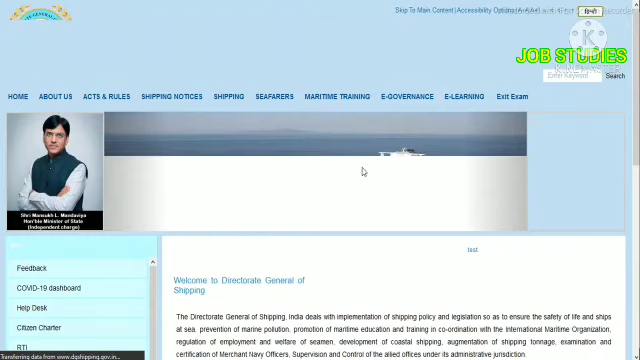 Skip To Main Content | Accessibility Options
हिन्दी
JOB STUDIES
Enter Keyword
Search
HOME ABOUT US ACTS & RULES SHIPPING NOTICES SHIPPING SEAFARERS MARITIME TRAINING E-GOVERNANCE E-LEARNING Exit Exam
Shri Mansukh L. Mandaviya
Hon'ble Minister of State
(Independent charge)
test
Feedback
COVID-19 dashboard
Help Desk
Citizen Charter
RTI
Welcome to Directorate General of
Shipping
The Directorate General of Shipping, India deals with implementation of shipping policy and legislation so as to ensure the safety of life and ships
at sea, prevention of marine pollution, promotion of maritime education and training in co-ordination with the International Maritime Organization,
regulation of employment and welfare of seamen, development of coastal shipping, augmentation of shipping tonnage, examination and
certification of Merchant Navy Officers, Supervision and Control of the allied offices under its administrative jurisdiction.
Transferring data from www.dgshipping.gov.in...